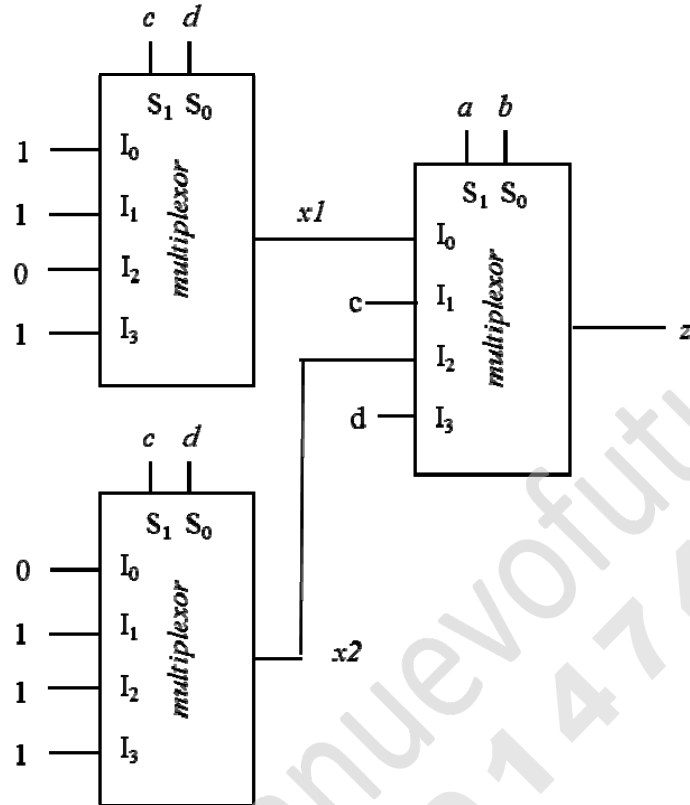 c d
S₁ S₀
1 I₀
1 I₁
0 I₂
1 I₃
multiplexor
x1
a b
S₁ S₀
I₀
c I₁
I₂
d I₃
multiplexor
z
c d
S₁ S₀
0 I₀
1 I₁
1 I₂
1 I₃
multiplexor
x2